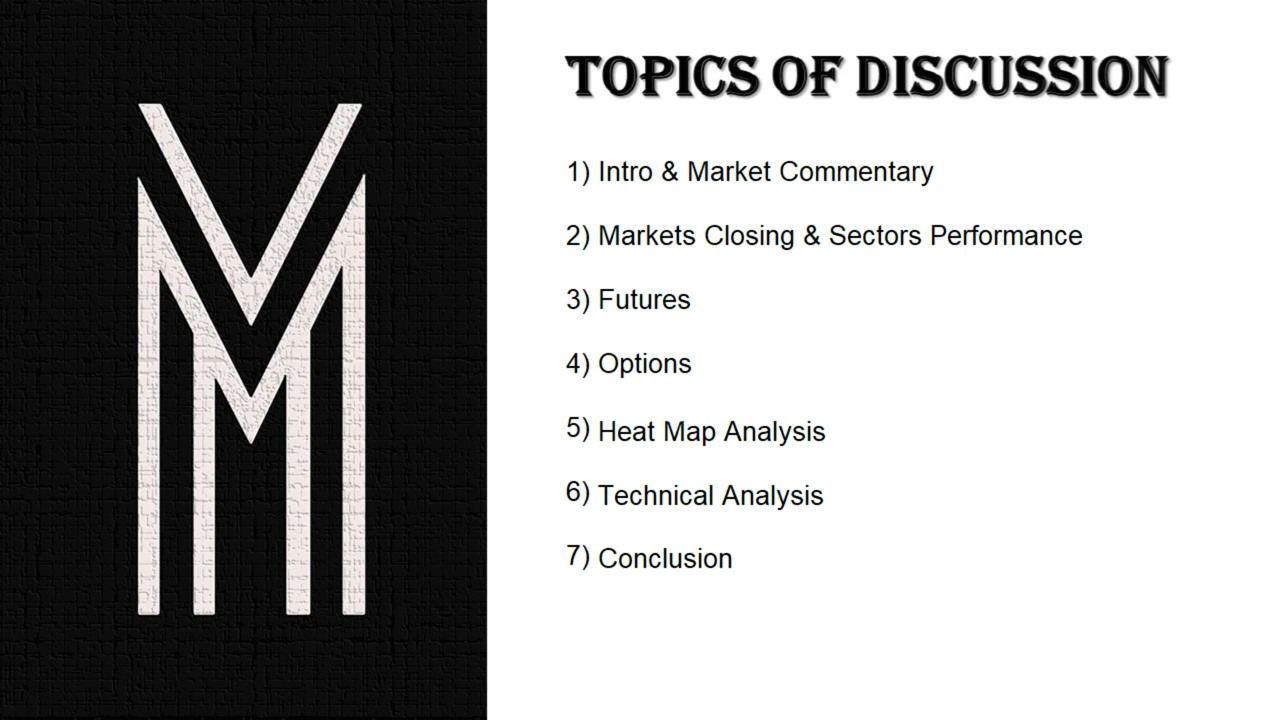 TOPICS OF DISCUSSION
1) Intro & Market Commentary
2) Markets Closing & Sectors Performance
3) Futures
4) Options
5) Heat Map Analysis
6) Technical Analysis
7) Conclusion